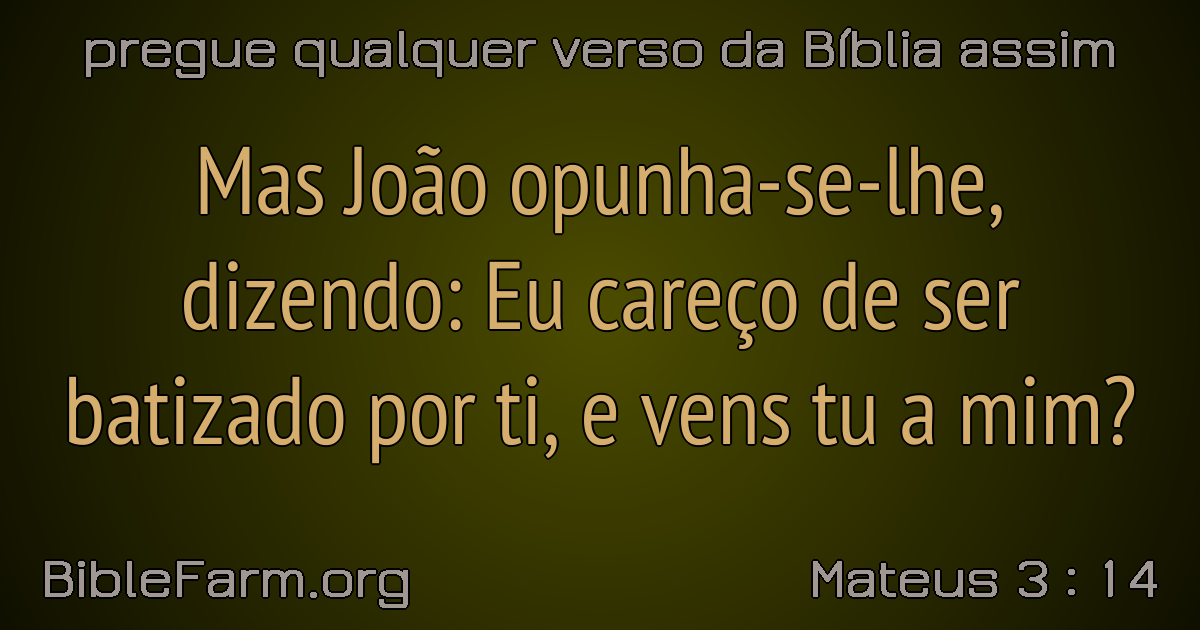 pregue qualquer verso da Bíblia assim
Mas João opunha-se-lhe,
dizendo: Eu careço de ser
batizado por ti, e vens tu a mim?
BibleFarm.org
Mateus 3 : 14